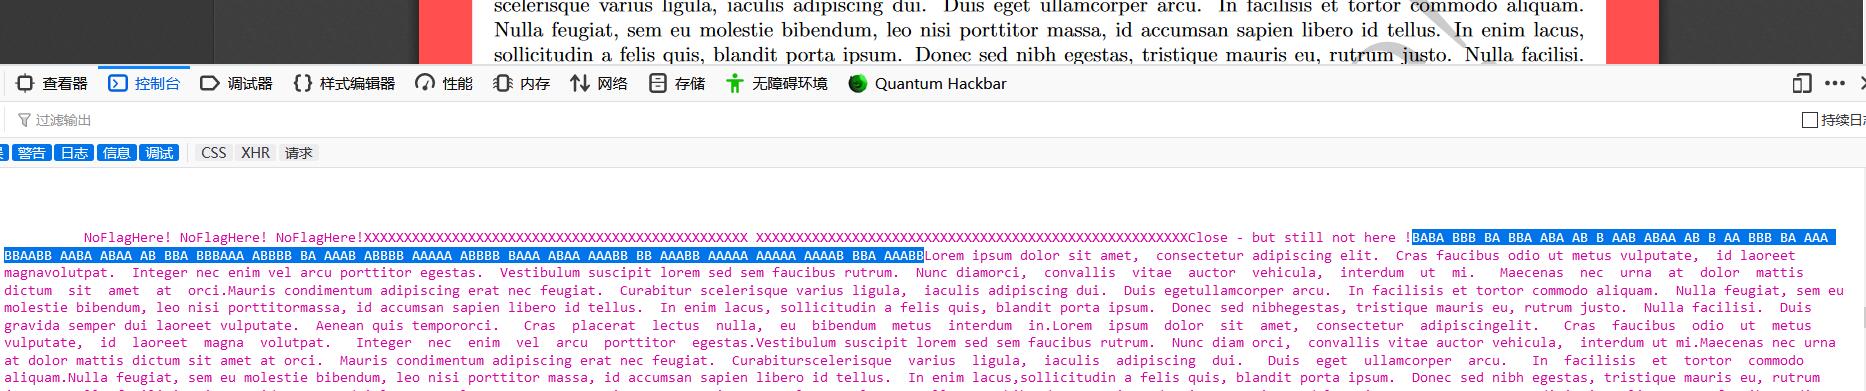 scelerisque varius ligula, iaculis adipiscing dui. Duis eget ullamcorper arcu. In facilisis et tortor commodo aliquam.
Nulla feugiat, sem eu molestie bibendum, leo nisi porttitor massa, id accumsan sapien libero id tellus. In enim lacus,
sollicitudin a felis quis, blandit porta ipsum. Donec sed nibh egestas, tristique mauris eu, rutrum justo. Nulla facilisi.
查看器 控制台 调试器 样式编辑器 性能 内存 网络 存储 无障碍环境 Quantum Hackbar
过滤输出 持续日志
警告 日志 信息 调试 CSS XHR 请求
NoFlagHere! NoFlagHere! NoFlagHere!XXXXXXXXXXXXXXXXXXXXXXXXXXXXXXXXXXXXXXXXXXXXXXXX XXXXXXXXXXXXXXXXXXXXXXXXXXXXXXXXXXXXXXXXXXXXXXXXXXXXXXClose - but still not here !BABA BBB BA BBA ABA AB B AAB ABAA AB B AA BBB BA AAA
BBAABB AABA ABAA AB BBA BBBAAA ABBBB BA AAAB ABBBB AAAAA ABBBB BAAA ABAA AAABB BB AAABB AAAAA AAAAA AAAAB BBA AAABBLorem ipsum dolor sit amet, consectetur adipiscing elit. Cras faucibus odio ut metus vulputate, id laoreet
magnavolutpat. Integer nec enim vel arcu porttitor egestas. Vestibulum suscipit lorem sed sem faucibus rutrum. Nunc diamorci, convallis vitae auctor vehicula, interdum ut mi. Maecenas nec urna at dolor mattis
dictum sit amet at orci.Mauris condimentum adipiscing erat nec feugiat. Curabitur scelerisque varius ligula, iaculis adipiscing dui. Duis egetullamcorper arcu. In facilisis et tortor commodo aliquam. Nulla feugiat, sem eu
molestie bibendum, leo nisi porttitormassa, id accumsan sapien libero id tellus. In enim lacus, sollicitudin a felis quis, blandit porta ipsum. Donec sed nibhegestas, tristique mauris eu, rutrum justo. Nulla facilisi. Duis
gravida semper dui laoreet vulputate. Aenean quis temporci. Cras placerat lectus nulla, eu bibendum metus interdum in.Lorem ipsum dolor sit amet, consectetur adipiscingelit. Cras faucibus odio ut metus
vulputate, id laoreet magna volutpat. Integer nec enim vel arcu porttitor egestas.Vestibulum suscipit lorem sed sem faucibus rutrum. Nunc diam orci, convallis vitae auctor vehicula, interdum ut mi.Maecenas nec urna
at dolor mattis dictum sit amet at orci. Mauris condimentum adipiscing erat nec feugiat. Curabiturscelerisque varius ligula, iaculis adipiscing dui. Duis eget ullamcorper arcu. In facilisis et tortor commodo
aliquam.Nulla feugiat, sem eu molestie bibendum, leo nisi porttitor massa, id accumsan sapien libero id tellus. In enim lacus,sollicitudin a felis quis, blandit porta ipsum. Donec sed nibh egestas, tristique mauris eu, rutrum